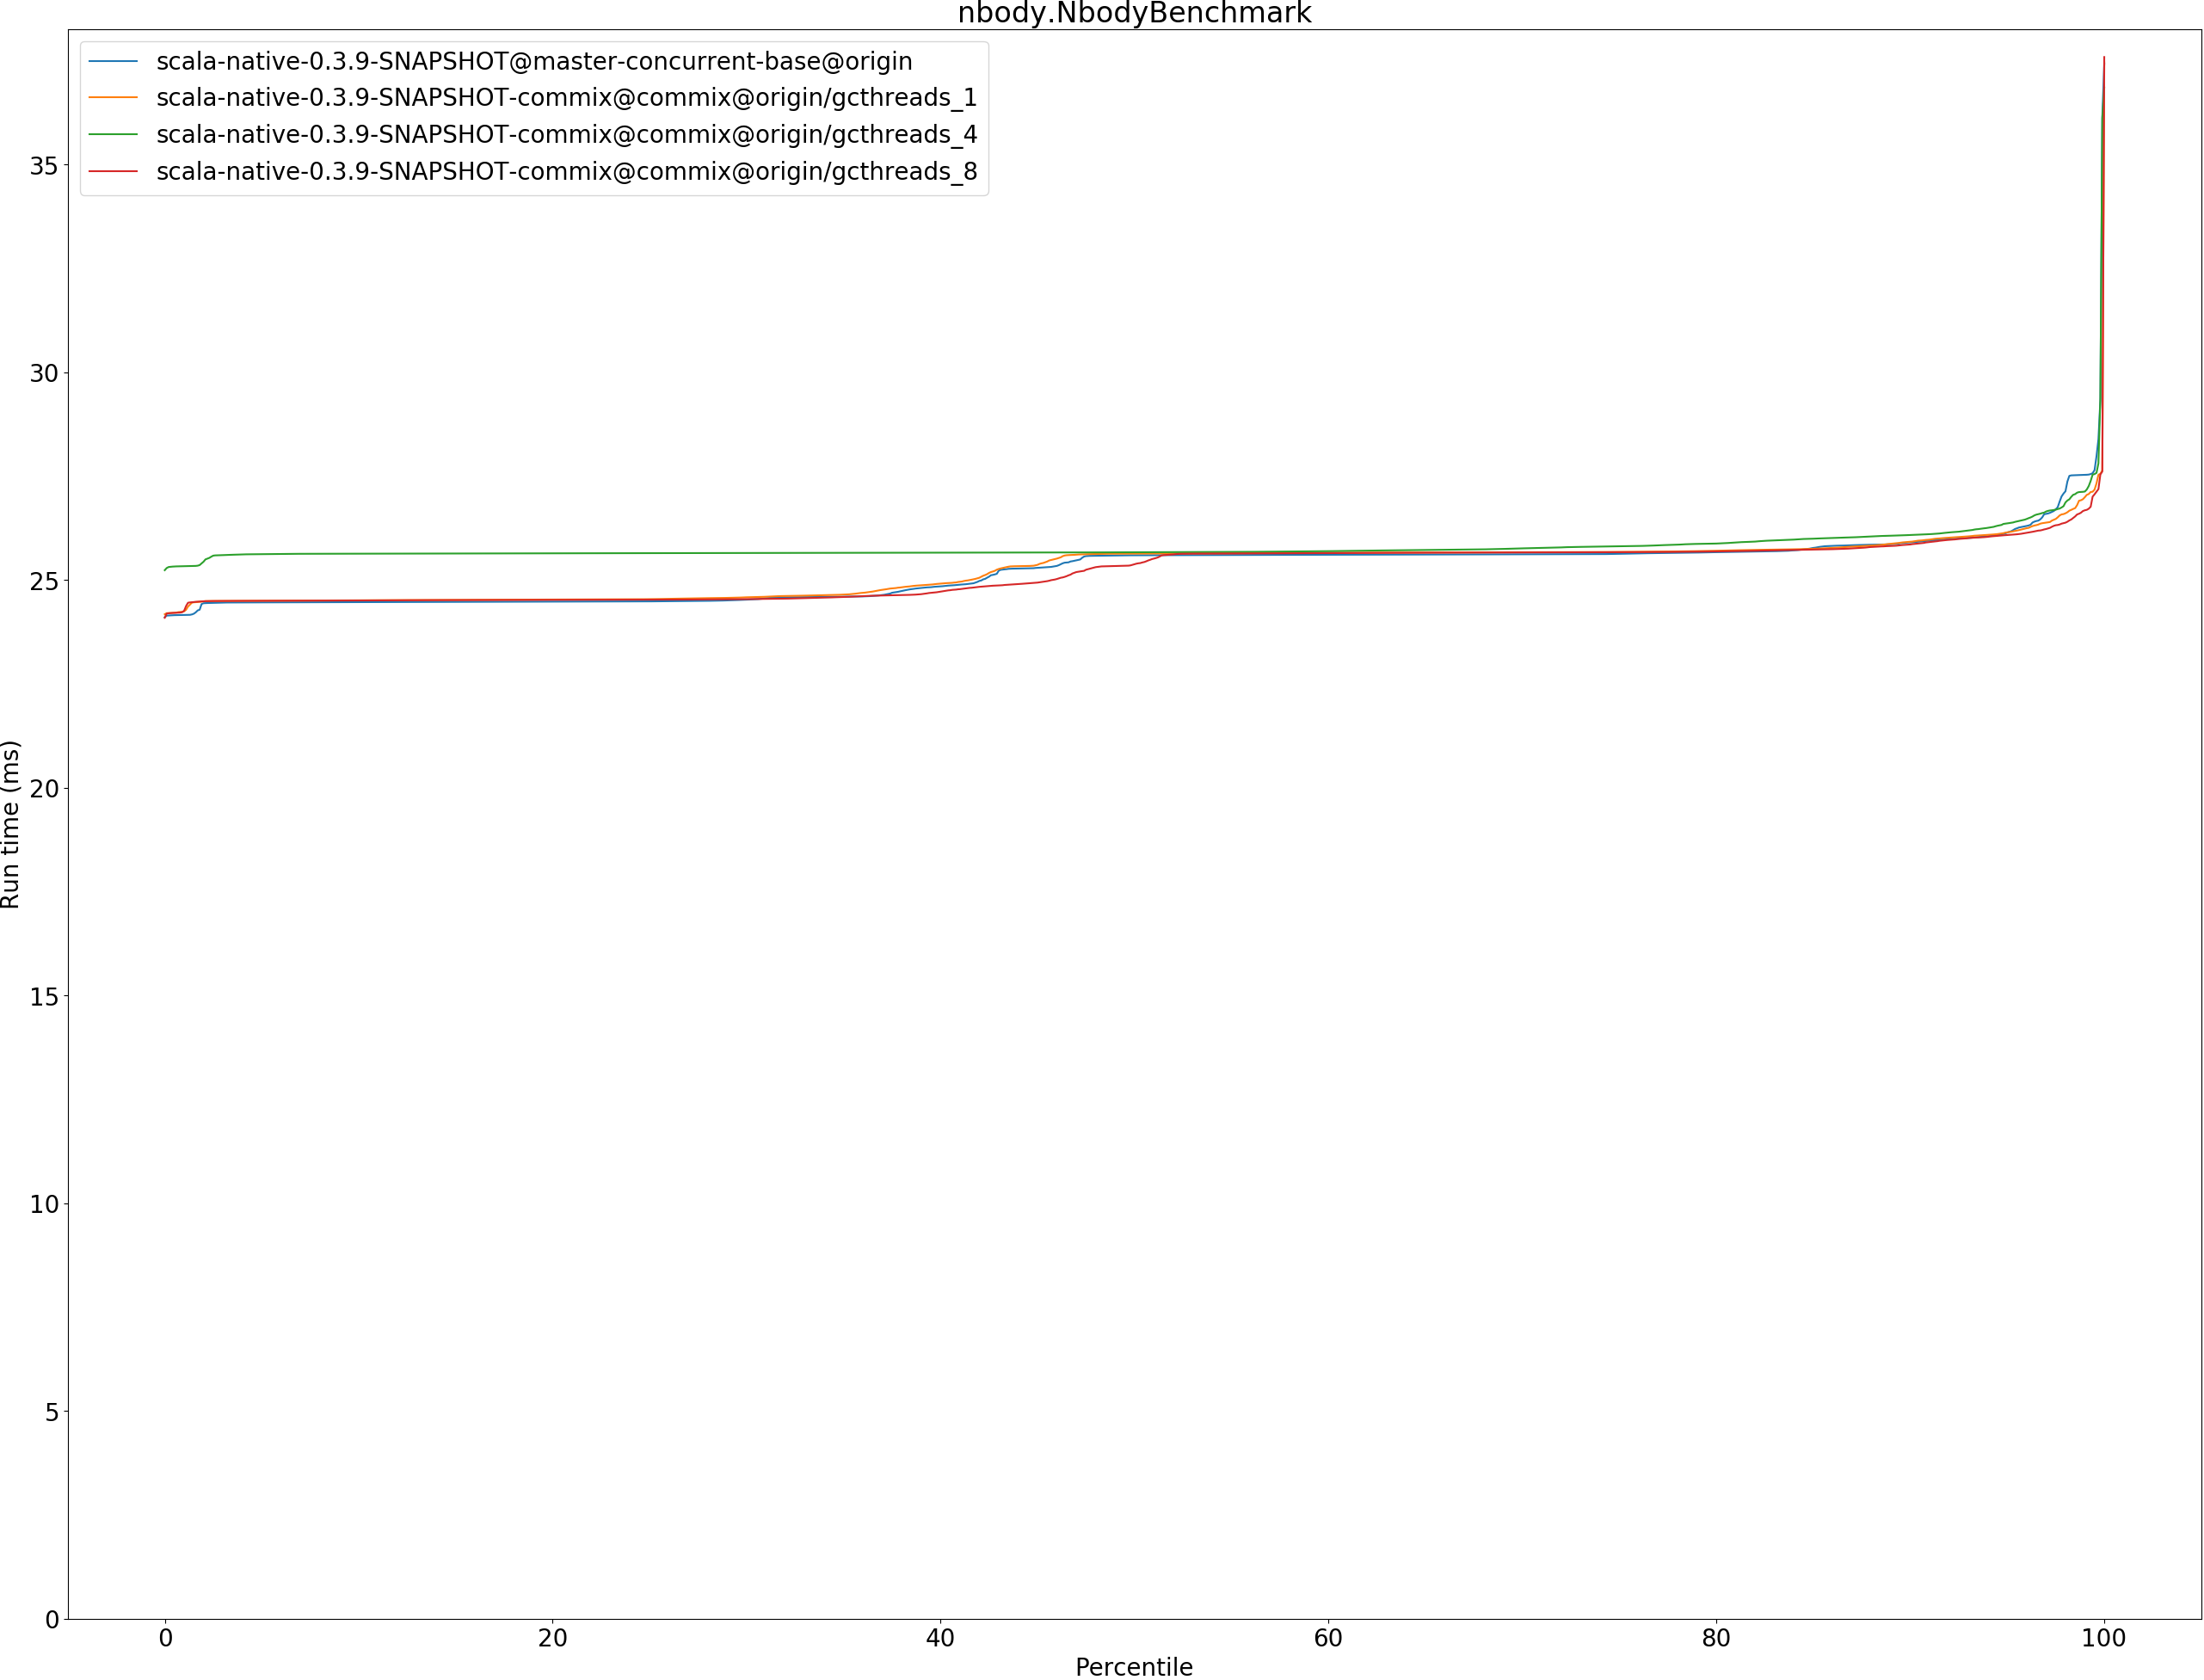 nbody.NbodyBenchmark
scala-native-0.3.9-SNAPSHOT@master-concurrent-base@origin
scala-native-0.3.9-SNAPSHOT-commix@commix@origin/gcthreads_1
scala-native-0.3.9-SNAPSHOT-commix@commix@origin/gcthreads_4
scala-native-0.3.9-SNAPSHOT-commix@commix@origin/gcthreads_8
35
30
25
20
15
10
5
0
Run time (ms)
0 20 40 60 80 100
Percentile